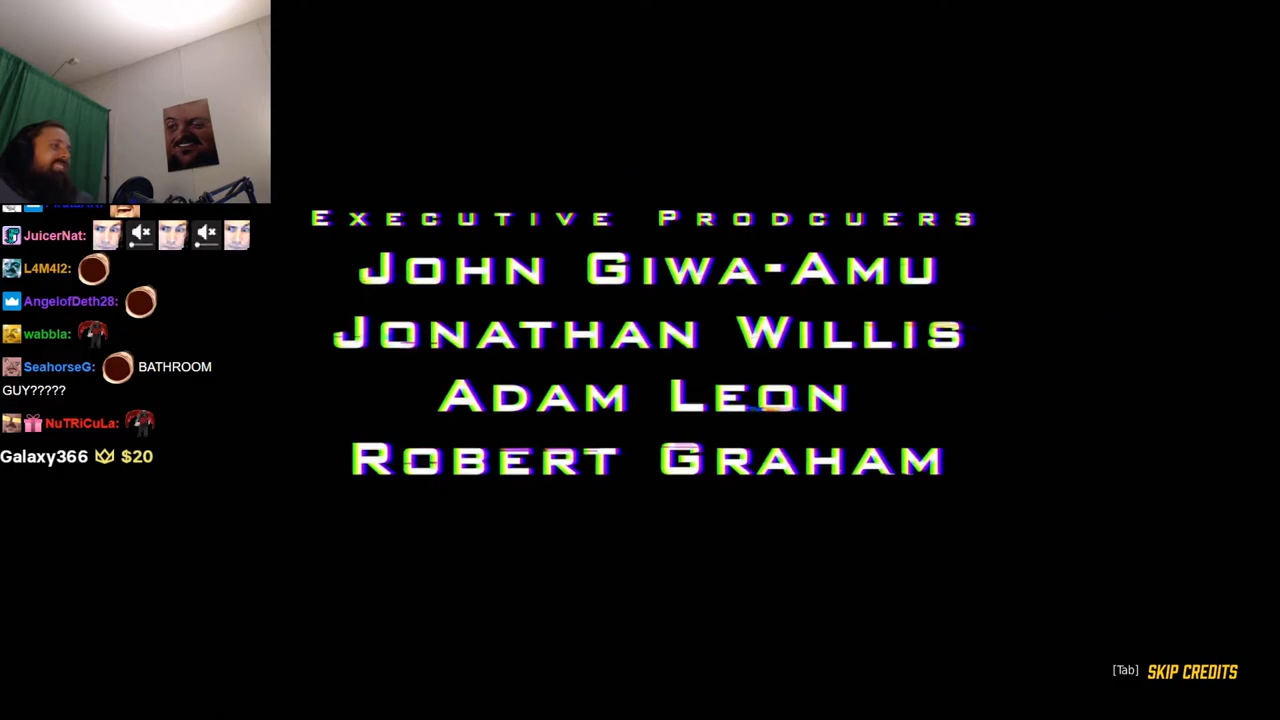 EXECUTIVE PRODCUERS
JOHN GIWA-AMU
JONATHAN WILLIS
ADAM LEON
ROBERT GRAHAM
JuicerNat:
L4M4I2:
AngelofDeth28:
wabbla:
SeahorseG: BATHROOM
GUY?????
NuTRiCuLa:
Galaxy366 $20
[Tab] SKIP CREDITS